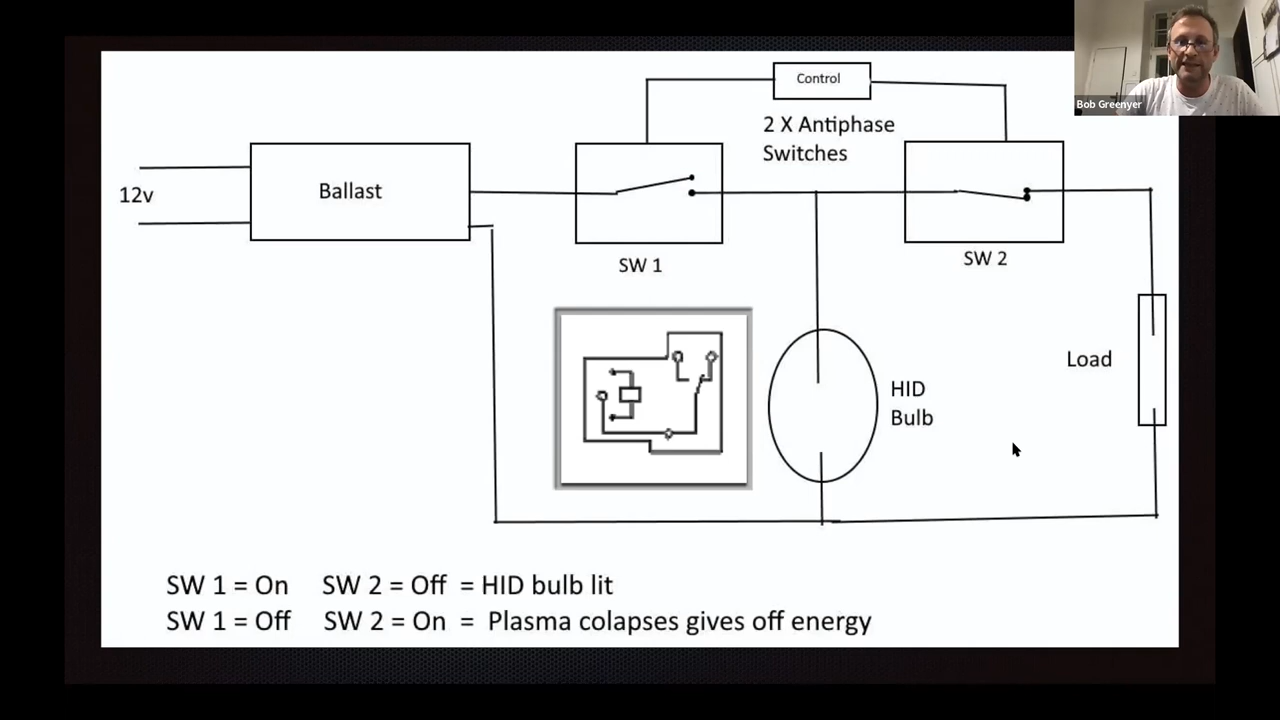 Control
Bob Greenyer
2 X Antiphase
Switches
12v
Ballast
SW 1
SW 2
Load
HID
Bulb
SW 1 = On SW 2 = Off = HID bulb lit
SW 1 = Off SW 2 = On = Plasma colapses gives off energy